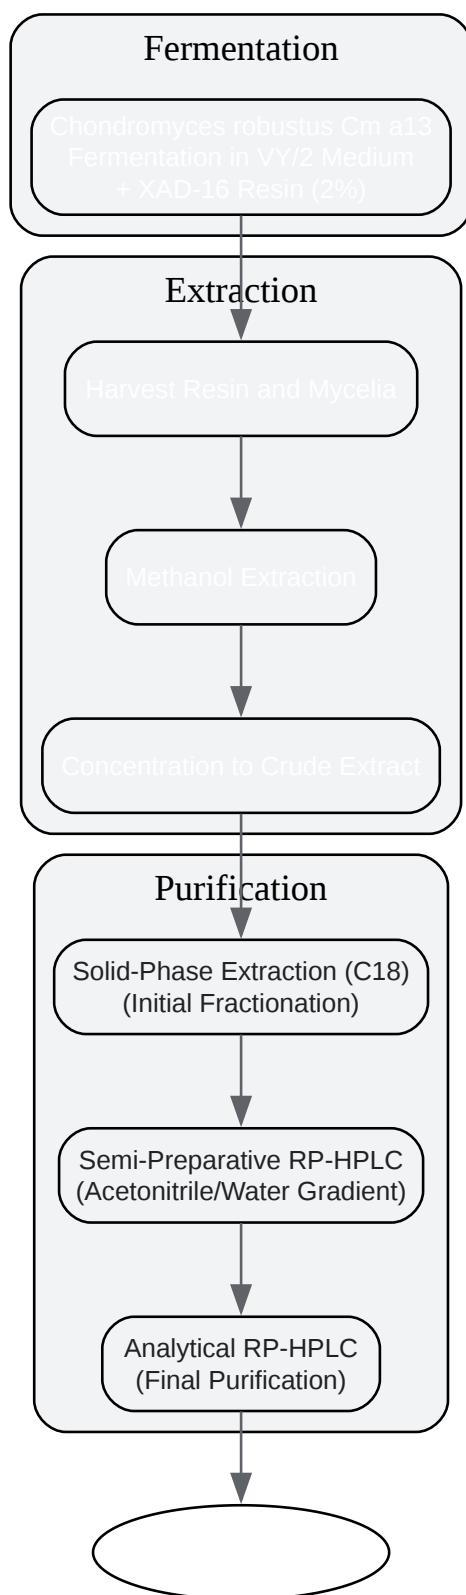 Fermentation
Chondromyces robustus Cm a13
Fermentation in VY/2 Medium
+ XAD-16 Resin (2%)
Extraction
Harvest Resin and Mycelia
Methanol Extraction
Concentration to Crude Extract
Purification
Solid-Phase Extraction (C18)
(Initial Fractionation)
Semi-Preparative RP-HPLC
(Acetonitrile/Water Gradient)
Analytical RP-HPLC
(Final Purification)